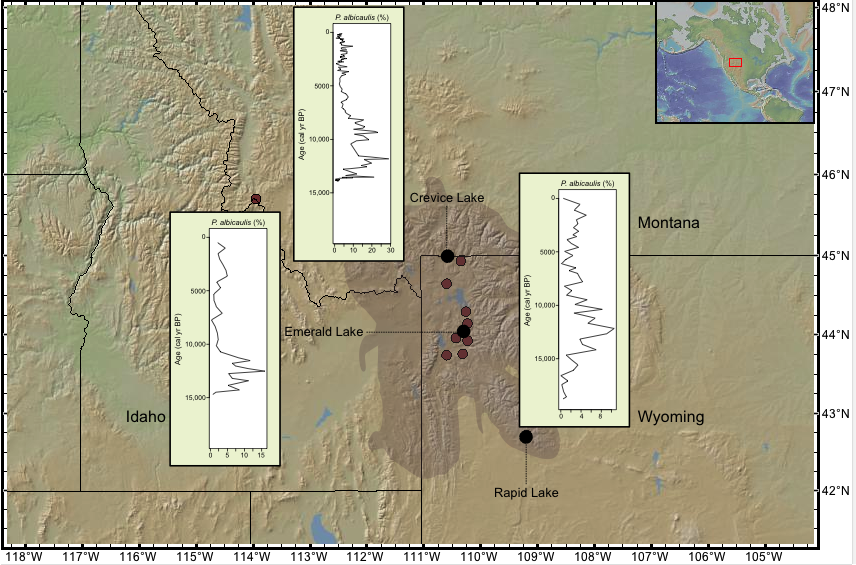 P. albicaulis (%)
0
5000
10,000
15,000
Age (cal yr BP)
0 10 20 30
48°N
47°N
46°N
45°N
44°N
43°N
42°N
Crevice Lake
P. albicaulis (%)
0
5000
10,000
15,000
Age (cal yr BP)
0 4 8
Montana
P. albicaulis (%)
0
5000
10,000
15,000
Age (cal yr BP)
0 5 10 15
Emerald Lake
Idaho
Wyoming
Rapid Lake
118°W 117°W 116°W 115°W 114°W 113°W 112°W 111°W 110°W 109°W 108°W 107°W 106°W 105°W